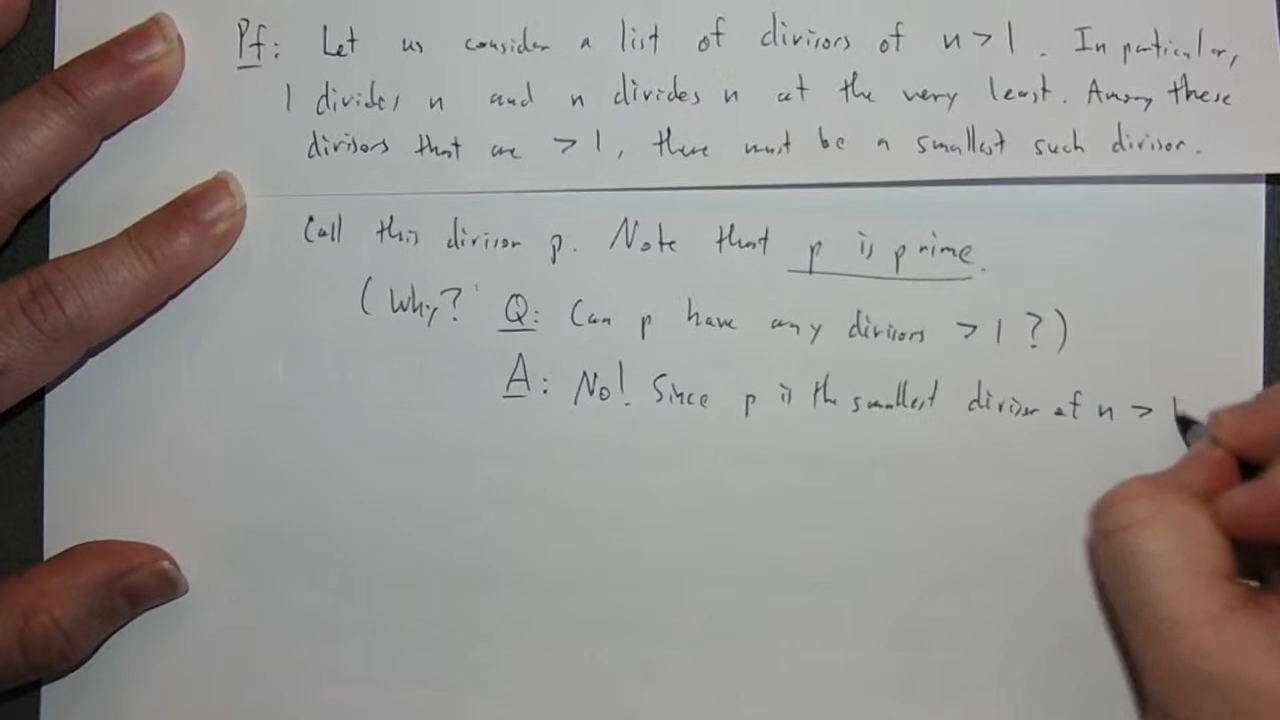 Pf: Let us consider a list of divisors of n > 1. In particular,
1 divides n and n divides n at the very least. Among these
divisors that are > 1, there must be a smallest such divisor.
Call this divisor p. Note that p is prime.
(Why? Q: Can p have any divisors > 1?)
A: No! Since p is the smallest divisor of n > 1